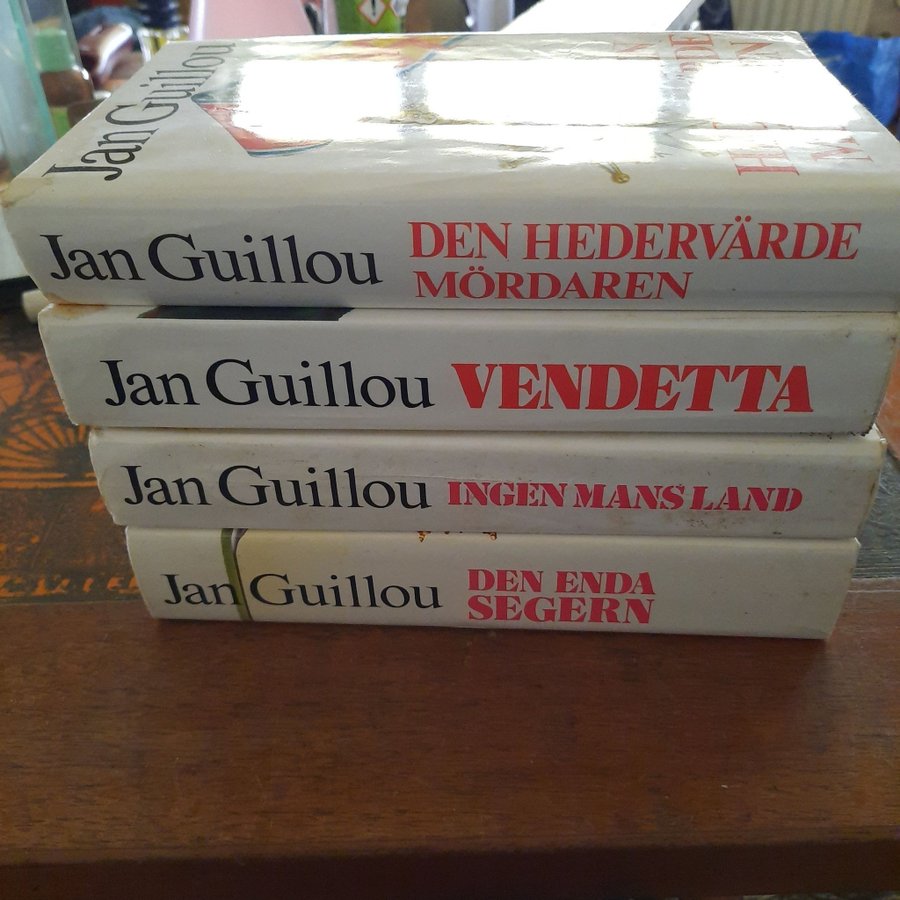 Jan Guillou
Jan Guillou
DEN HEDERVÄRDE
MÖRDAREN
Jan Guillou
VENDETTA
Jan Guillou
INGEN MANS LAND
Jan Guillou
DEN ENDA
SEGERN